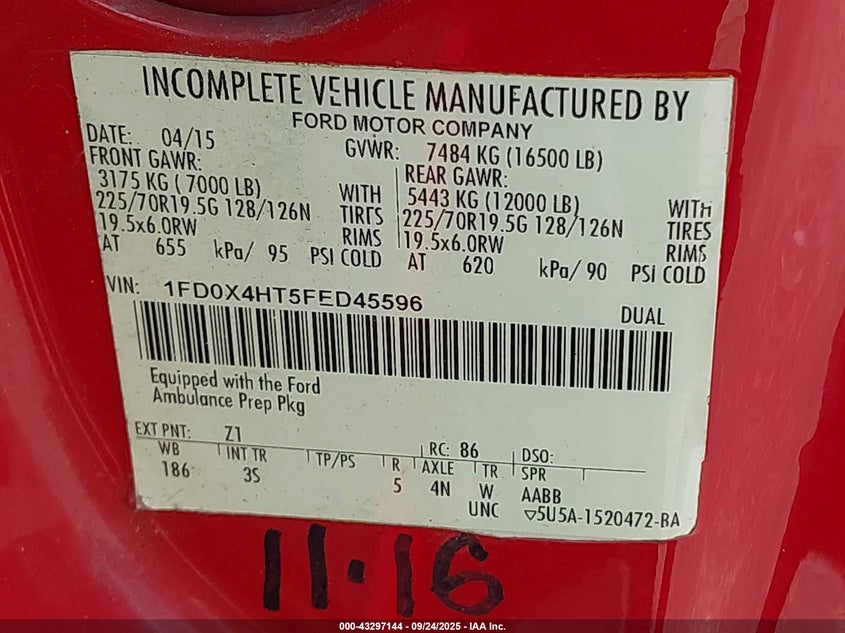 INCOMPLETE VEHICLE MANUFACTURED BY
FORD MOTOR COMPANY
DATE: 04/15 GVWR: 7484 KG (16500 LB)
FRONT GAWR: REAR GAWR:
3175 KG ( 7000 LB) WITH 5443 KG (12000 LB) WITH
225/70R19.5G 128/126N TIRES 225/70R19.5G 128/126N TIRES
19.5x6.0RW RIMS 19.5x6.0RW RIMS
AT 655 kPa/ 95 PSI COLD AT 620 kPa/ 90 PSI COLD
VIN: 1FD0X4HT5FED45596 DUAL
Equipped with the Ford
Ambulance Prep Pkg
EXT PNT: Z1 RC: 86 DSO:
WB INT TR TP/PS R AXLE TR SPR
186 3S 5 4N W AABB
UNC ▽5U5A-1520472-BA
11·16
000-43297144 - 09/24/2025 - IAA Inc.